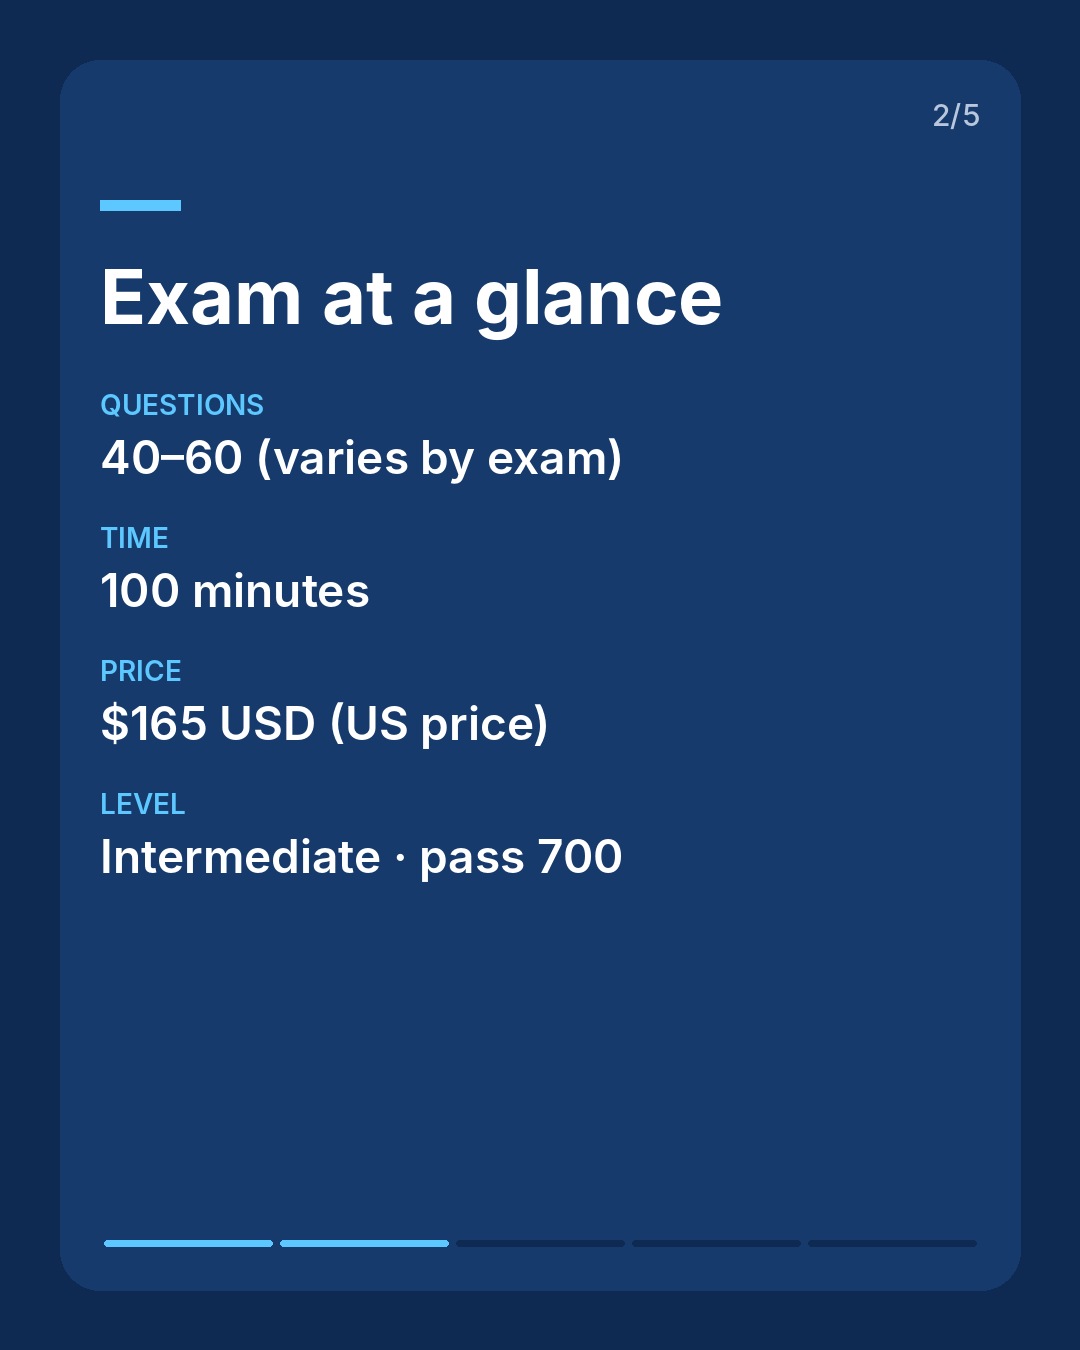 2/5
Exam at a glance
QUESTIONS
40–60 (varies by exam)
TIME
100 minutes
PRICE
$165 USD (US price)
LEVEL
Intermediate · pass 700